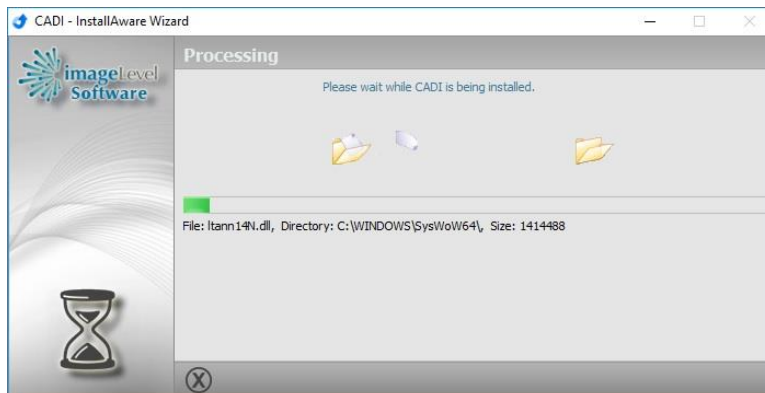 CADI - InstallAware Wizard
imageLevel
Software
Processing
Please wait while CADI is being installed.
File: ltann14N.dll, Directory: C:\WINDOWS\SysWoW64\, Size: 1414488